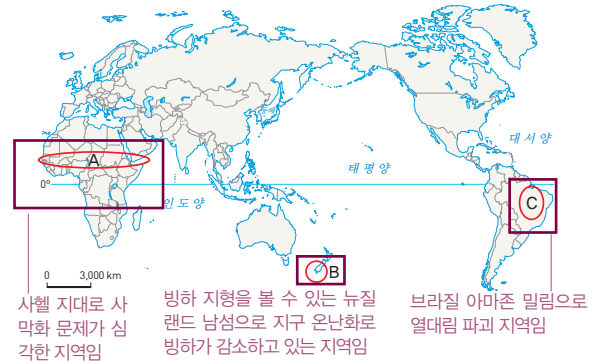 동해
대서양
태평양
A
0°
인도양
C
B
0 3,000 km
사헬 지대로 사
막화 문제가 심
각한 지역임
빙하 지형을 볼 수 있는 뉴질
랜드 남섬으로 지구 온난화로
빙하가 감소하고 있는 지역임
브라질 아마존 밀림으로
열대림 파괴 지역임